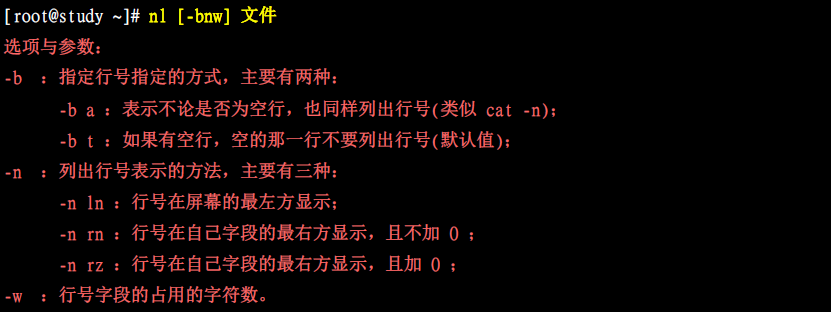 [root@study ~]# nl [-bnw] 文件
选项与参数：
-b ：指定行号指定的方式，主要有两种：
-b a ：表示不论是否为空行，也同样列出行号(类似 cat -n)；
-b t ：如果有空行，空的那一行不要列出行号(默认值)；
-n ：列出行号表示的方法，主要有三种：
-n ln ：行号在屏幕的最左方显示；
-n rn ：行号在自己字段的最右方显示，且不加 0 ；
-n rz ：行号在自己字段的最右方显示，且加 0 ；
-w ：行号字段的占用的字符数。